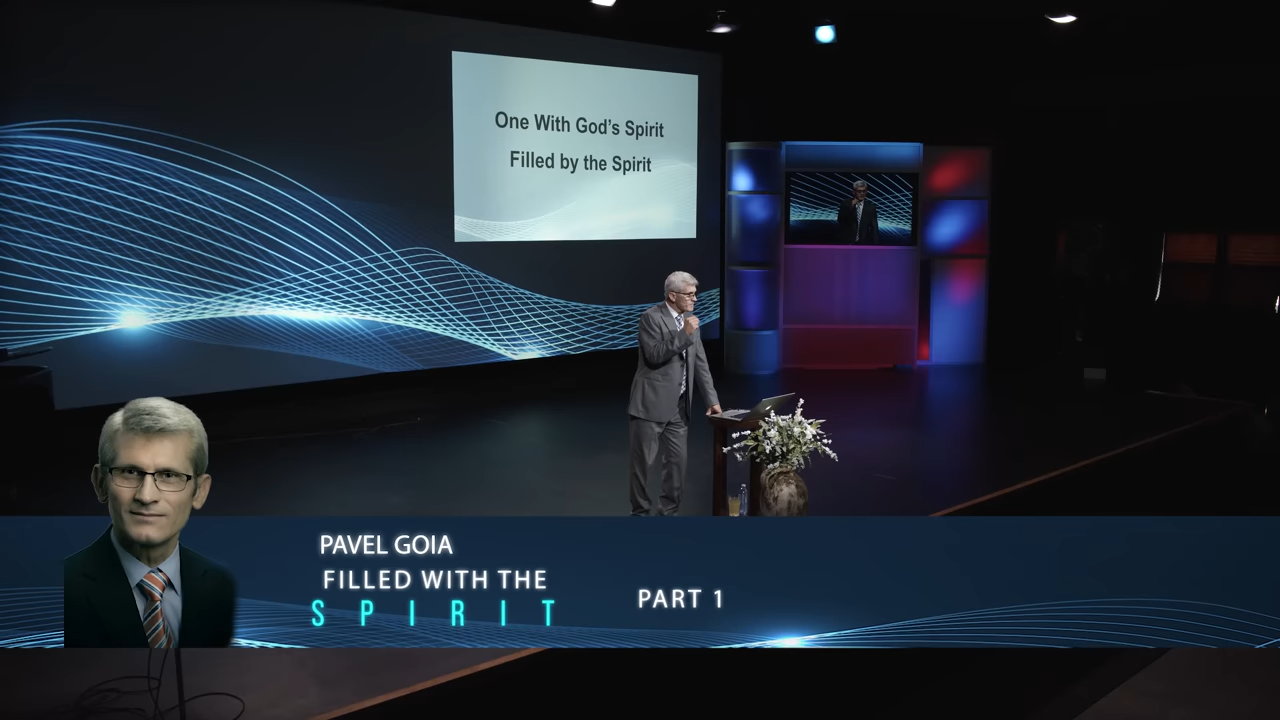 One With God's Spirit
Filled by the Spirit
PAVEL GOIA
FILLED WITH THE
SPIRIT
PART 1